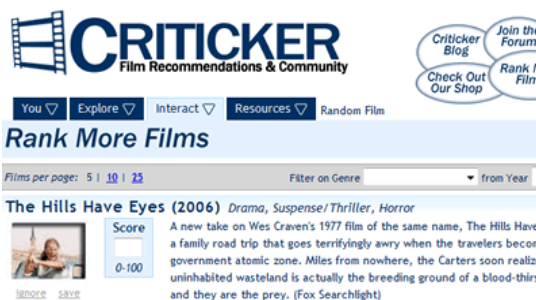 CRITICKER
Film Recommendations & Community
Criticker
Blog
Join the
Forum
Check Out
Our Shop
Rank
Film
You Explore Interact Resources Random Film
Rank More Films
Films per page: 5 | 10 | 25 Filter on Genre from Year
The Hills Have Eyes (2006) Drama, Suspense/Thriller, Horror
Score
0-100
ignore save
A new take on Wes Craven's 1977 film of the same name, The Hills Have
a family road trip that goes terrifyingly awry when the travelers becom
government atomic zone. Miles from nowhere, the Carters soon realiz
uninhabited wasteland is actually the breeding ground of a blood-thirs
and they are the prey. (Fox Searchlight)